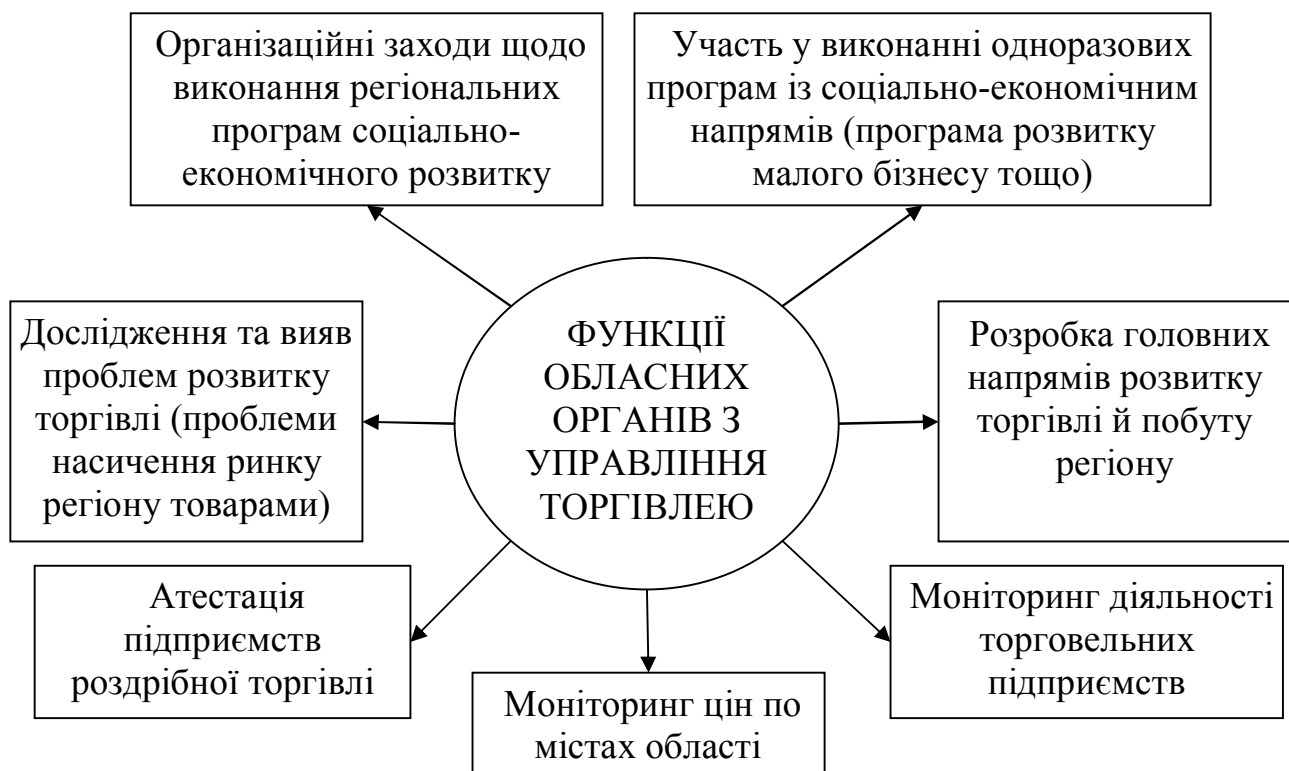 Організаційні заходи щодо
виконання регіональних
програм соціально-
економічного розвитку
Участь у виконанні одноразових
програм із соціально-економічним
напрямів (програма розвитку
малого бізнесу тощо)
Дослідження та вияв
проблем розвитку
торгівлі (проблеми
насичення ринку
регіону товарами)
ФУНКЦІЇ
ОБЛАСНИХ
ОРГАНІВ З
УПРАВЛІННЯ
ТОРГІВЛЕЮ
Розробка головних
напрямів розвитку
торгівлі й побуту
регіону
Атестація
підприємств
роздрібної торгівлі
Моніторинг цін по
містах області
Моніторинг діяльності
торговельних
підприємств